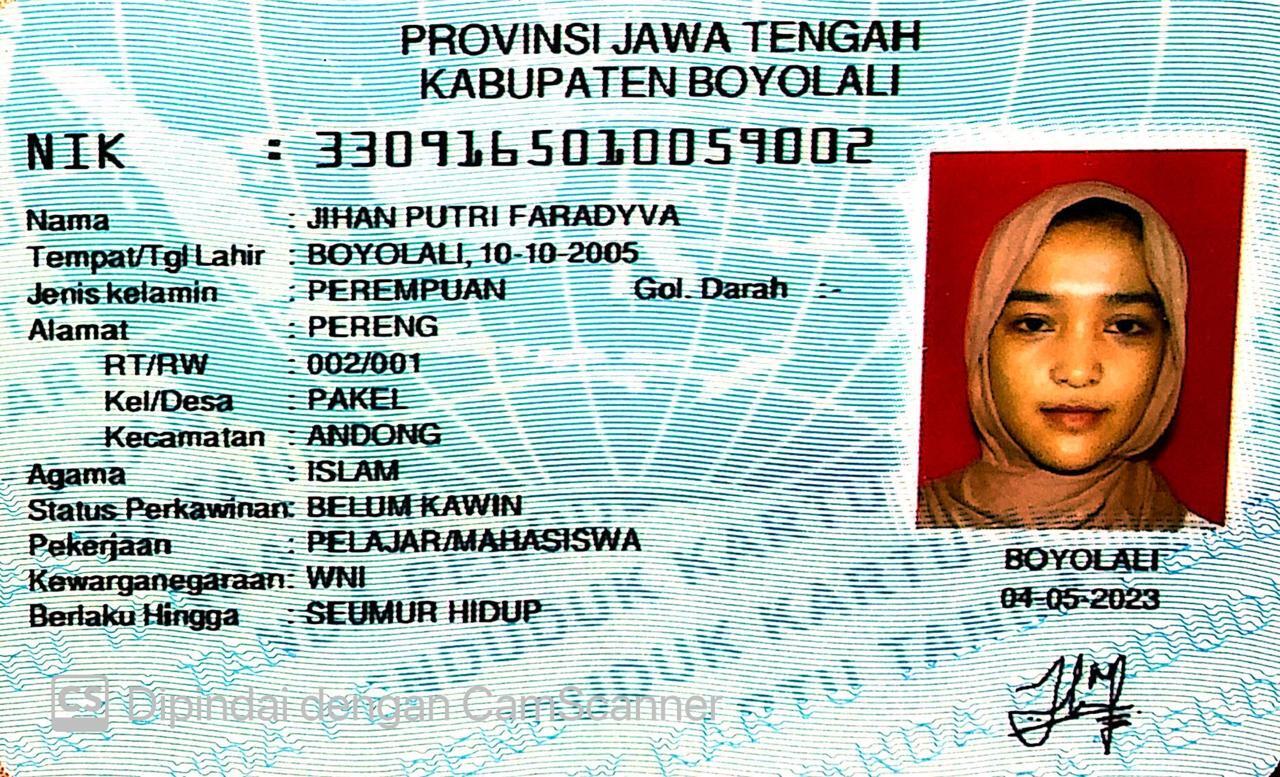 PROVINSI JAWA TENGAH
KABUPATEN BOYOLALI
NIK : 3309165010059002
Nama : JIHAN PUTRI FARADYVA
Tempat/Tgl Lahir : BOYOLALI, 10-10-2005
Jenis kelamin : PEREMPUAN Gol. Darah : -
Alamat : PERENG
RT/RW : 002/001
Kel/Desa : PAKEL
Kecamatan : ANDONG
Agama : ISLAM
Status Perkawinan: BELUM KAWIN
Pekerjaan : PELAJAR/MAHASISWA
Kewarganegaraan: WNI
Berlaku Hingga : SEUMUR HIDUP
BOYOLALI
04-05-2023
CS Dipindai dengan CamScanner